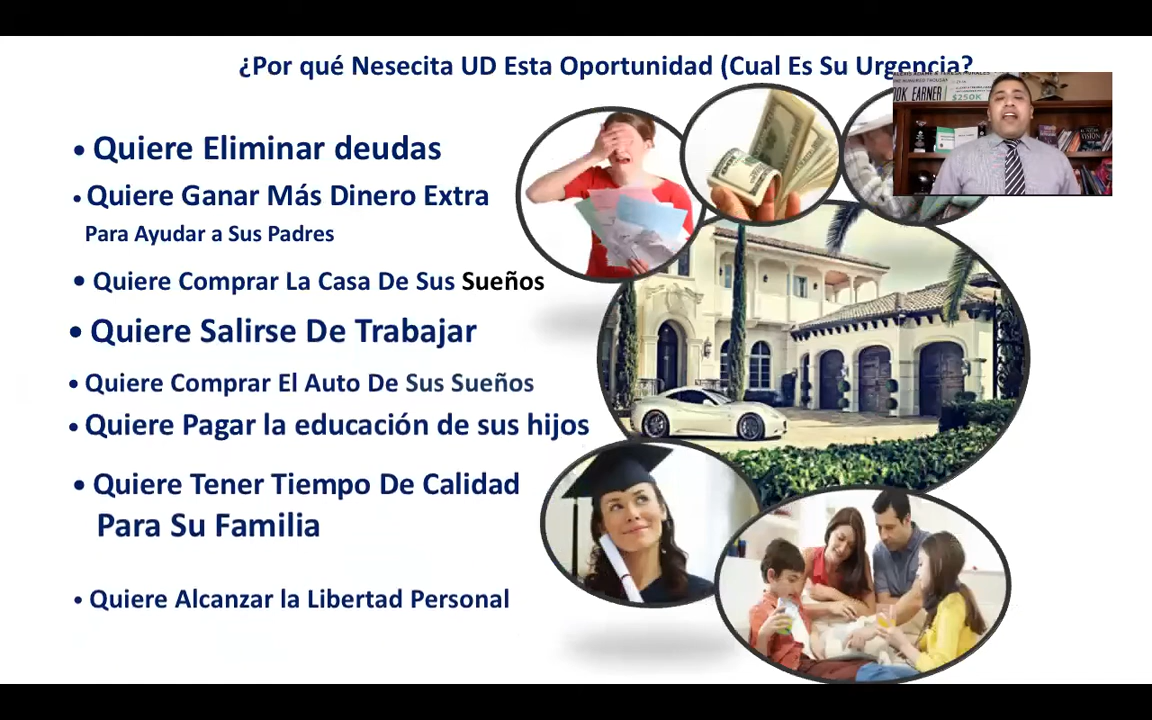 ¿Por qué Nesecita UD Esta Oportunidad (Cual Es Su Urgencia?
• Quiere Eliminar deudas
• Quiere Ganar Más Dinero Extra
Para Ayudar a Sus Padres
• Quiere Comprar La Casa De Sus Sueños
• Quiere Salirse De Trabajar
• Quiere Comprar El Auto De Sus Sueños
• Quiere Pagar la educación de sus hijos
• Quiere Tener Tiempo De Calidad
Para Su Familia
• Quiere Alcanzar la Libertad Personal
EARNER
$250K
VISION